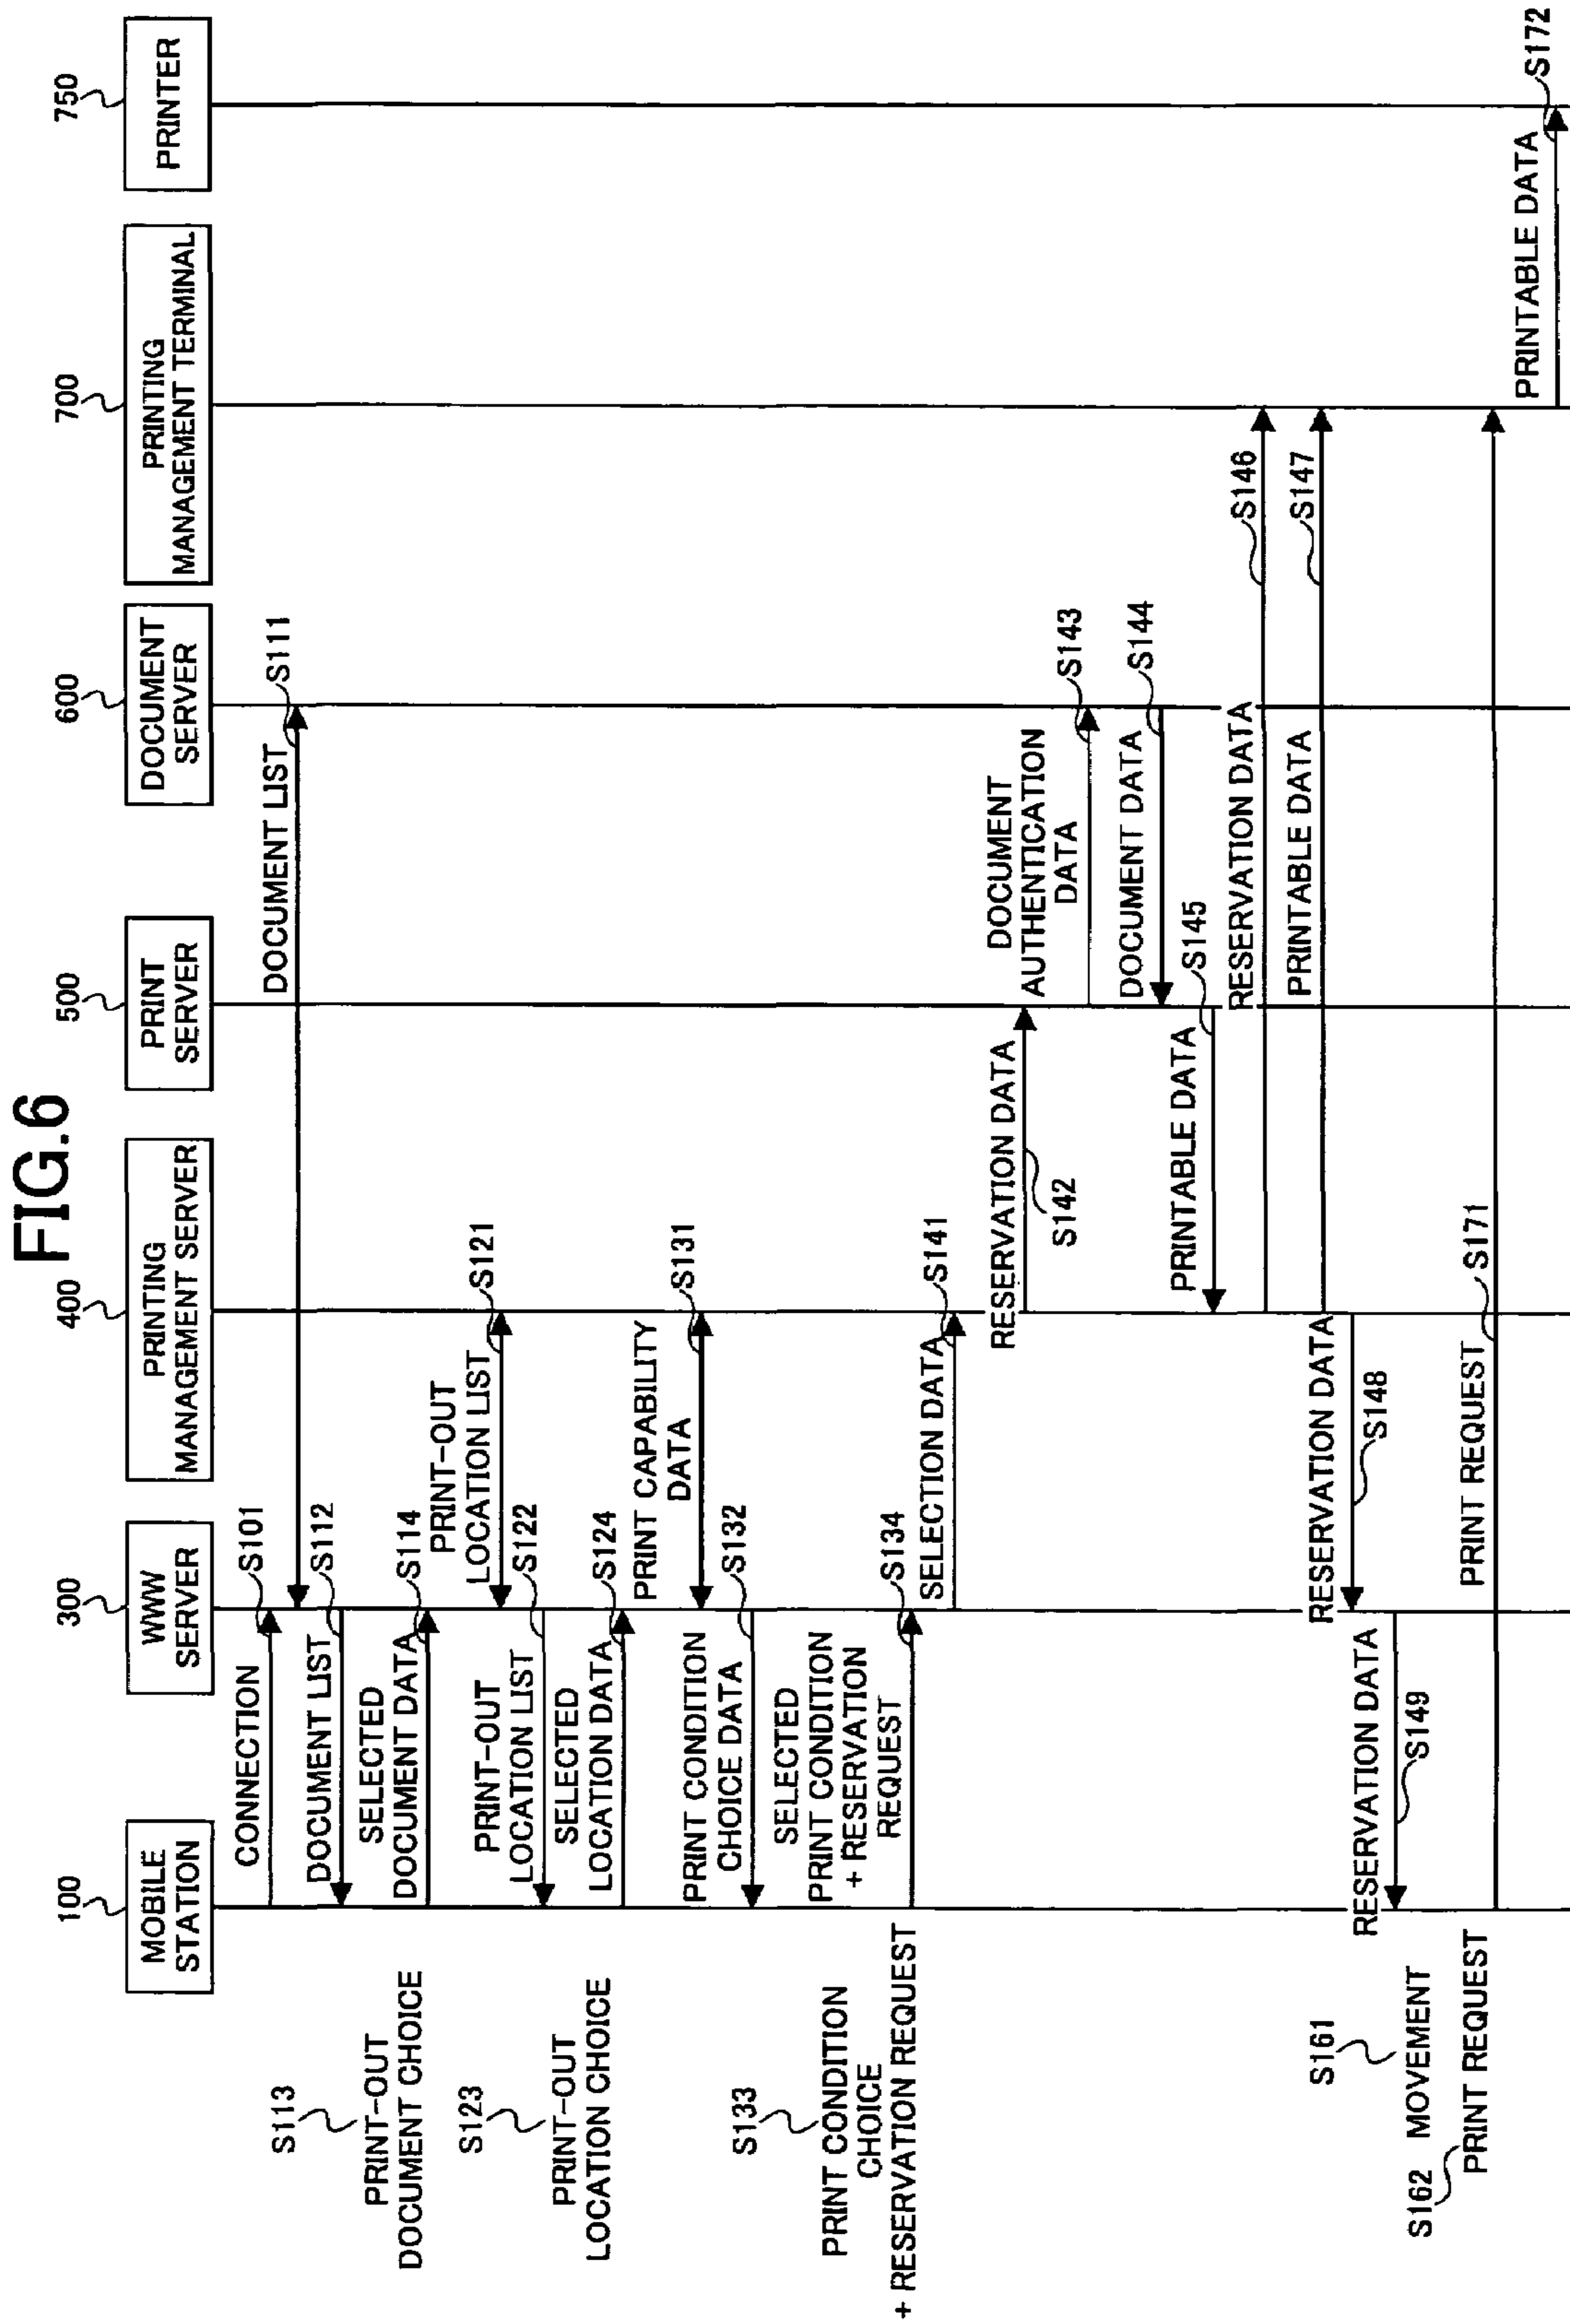 FIG.6
100
MOBILE
STATION
300
WWW
SERVER
400
PRINTING
MANAGEMENT SERVER
500
PRINT
SERVER
600
DOCUMENT
SERVER
700
PRINTING
MANAGEMENT TERMINAL
750
PRINTER
CONNECTION
S101
DOCUMENT LIST
S111
DOCUMENT LIST
S112
S113
PRINT-OUT
DOCUMENT CHOICE
SELECTED
DOCUMENT DATA
S114
PRINT-OUT
LOCATION LIST
S121
PRINT-OUT
LOCATION LIST
S122
S123
PRINT-OUT
LOCATION CHOICE
SELECTED
LOCATION DATA
S124
PRINT CAPABILITY
DATA
S131
PRINT CONDITION
CHOICE DATA
S132
S133
PRINT CONDITION
CHOICE
+ RESERVATION REQUEST
SELECTED
PRINT CONDITION
+ RESERVATION
REQUEST
S134
SELECTION DATA
S141
RESERVATION DATA
S142
DOCUMENT
AUTHENTICATION
DATA
S143
DOCUMENT DATA
S144
PRINTABLE DATA
S145
RESERVATION DATA
S146
PRINTABLE DATA
S147
RESERVATION DATA
S148
RESERVATION DATA
S149
S161
MOVEMENT
S162
PRINT REQUEST
PRINT REQUEST
S171
PRINTABLE DATA
S172